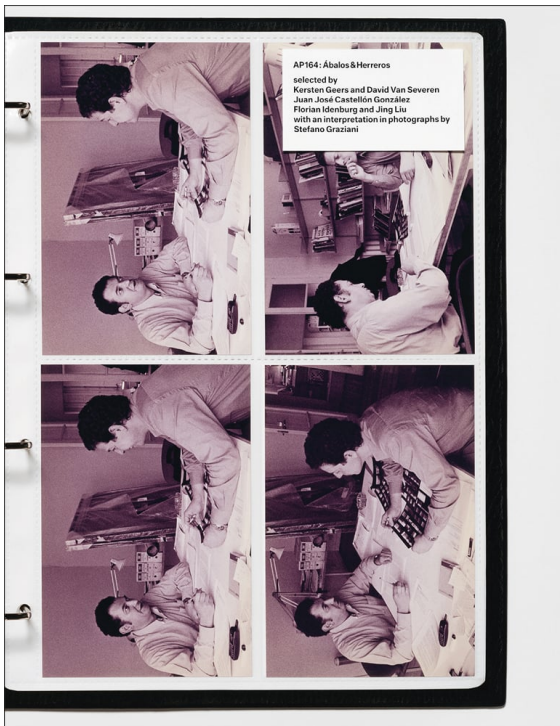 AP164: Ábalos & Herreros
selected by
Kersten Geers and David Van Severen
Juan José Castellón González
Florian Idenburg and Jing Liu
with an interpretation in photographs by
Stefano Graziani